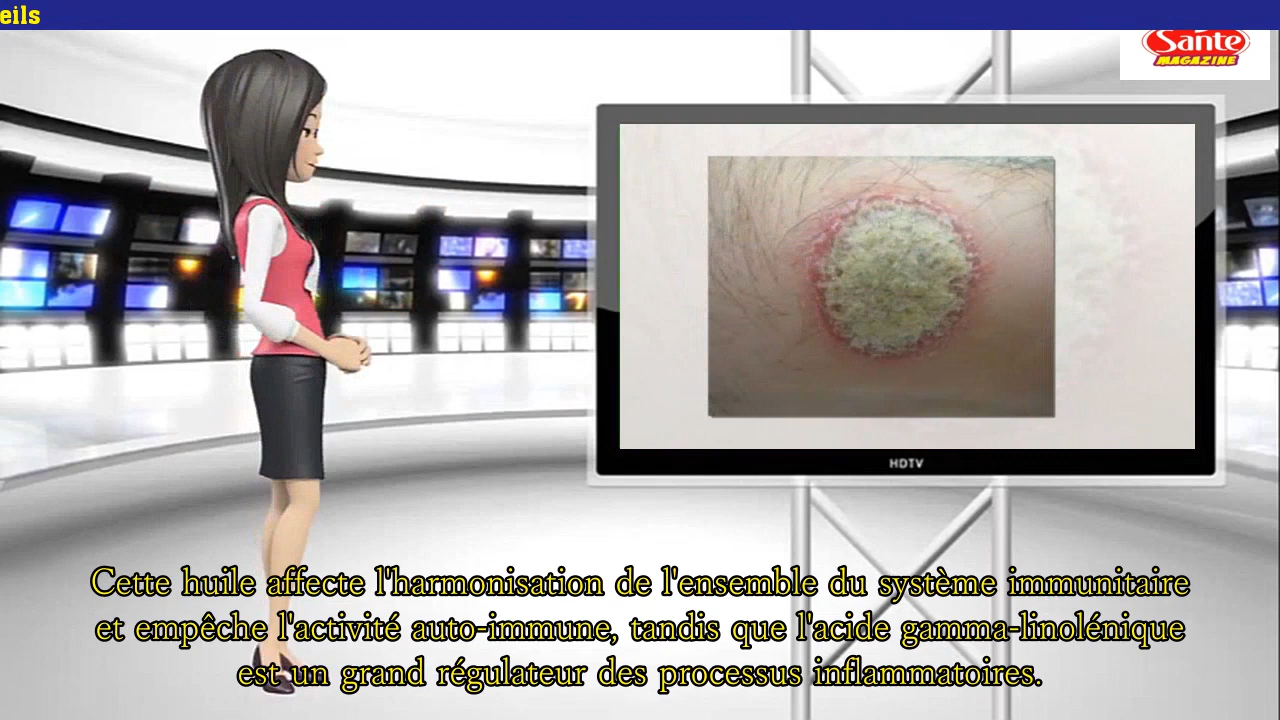 eils
Sante
MAGAZINE
HDTV
Cette huile affecte l'harmonisation de l'ensemble du système immunitaire
et empêche l'activité auto-immune, tandis que l'acide gamma-linolénique
est un grand régulateur des processus inflammatoires.